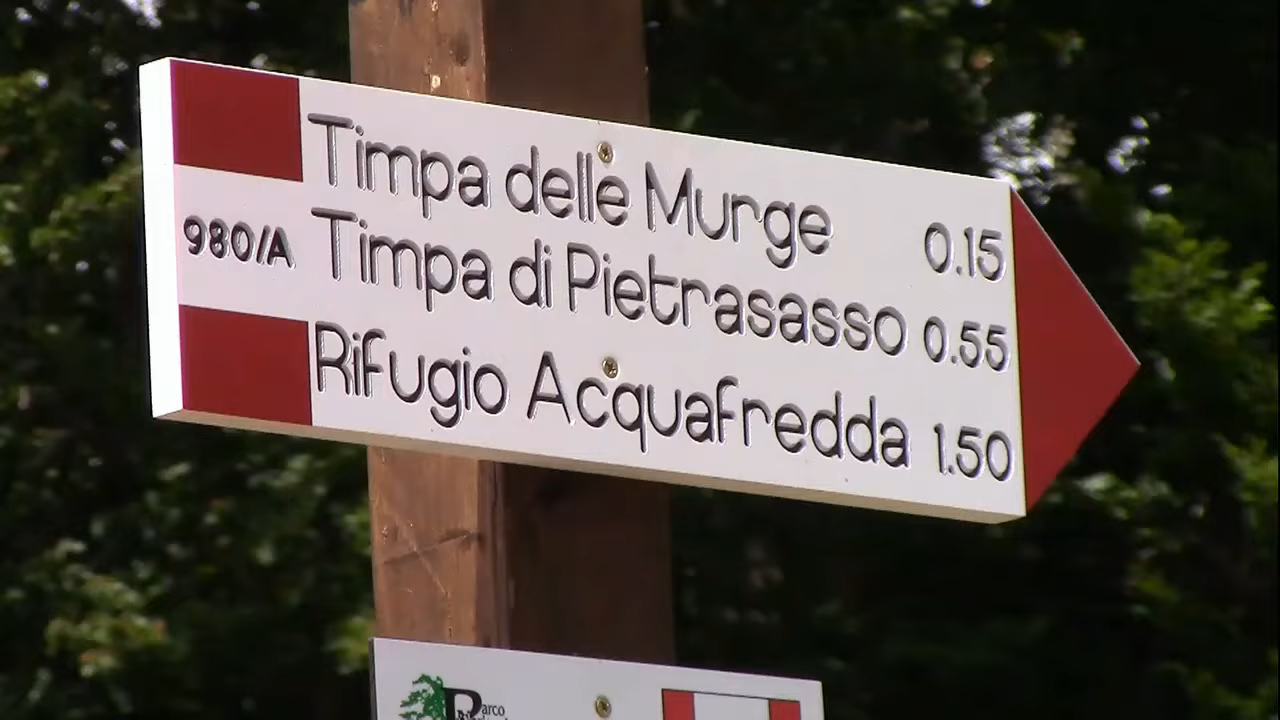 Timpa delle Murge 0.15
980/A Timpa di Pietrasasso 0.55
Rifugio Acquafredda 1.50
Parco